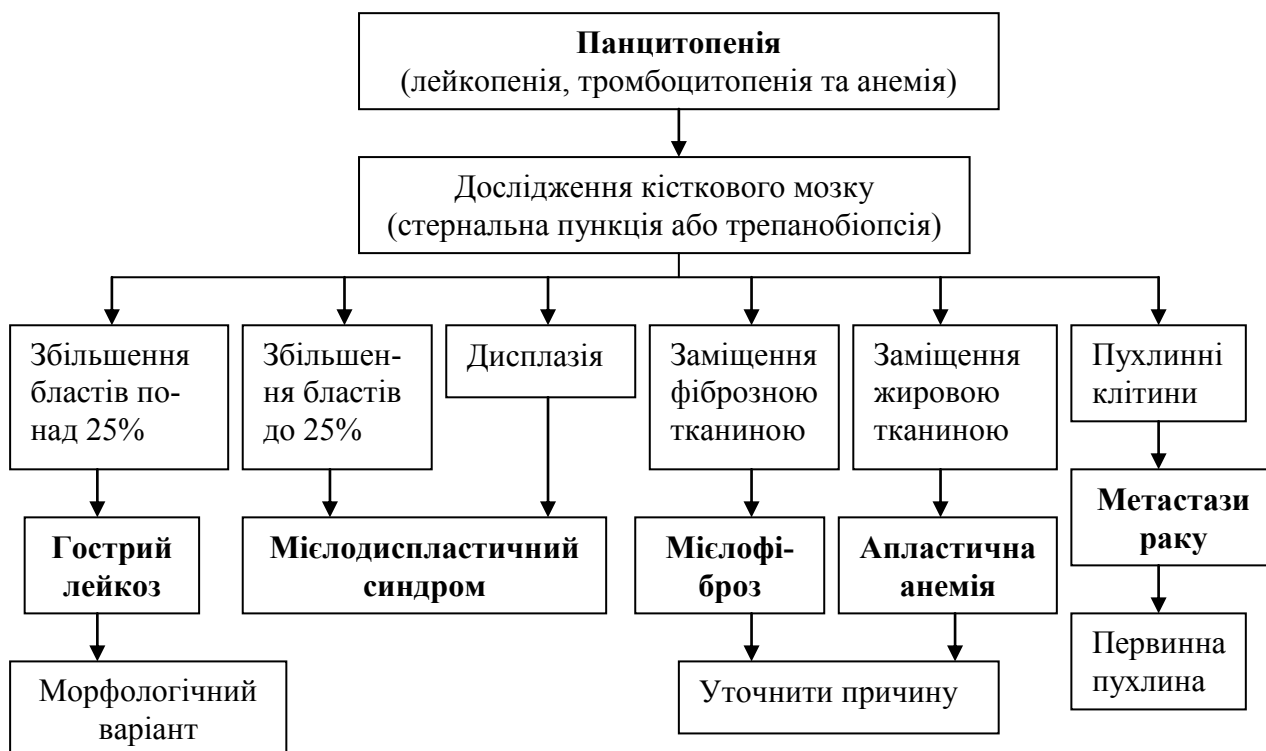 Панцитопенія
(лейкопенія, тромбоцитопенія та анемія)
Дослідження кісткового мозку
(стернальна пункція або трепанобіопсія)
Збільшення
бластів по-
над 25%
Збільшен-
ня бластів
до 25%
Дисплазія
Заміщення
фіброзною
тканиною
Заміщення
жировою
тканиною
Пухлинні
клітини
Гострий
лейкоз
Мієлодиспластичний
синдром
Мієлофі-
броз
Апластична
анемія
Метастази
раку
Морфологічний
варіант
Уточнити причину
Первинна
пухлина